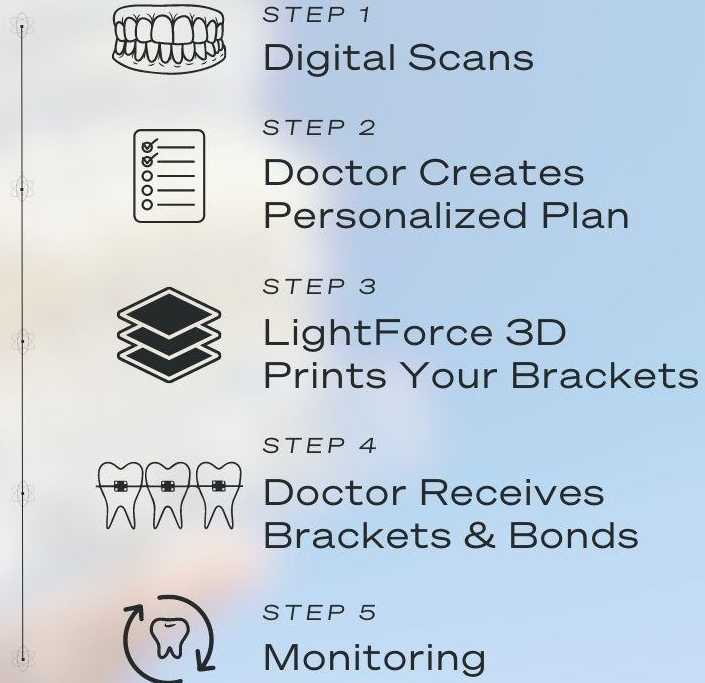 STEP 1
Digital Scans
STEP 2
Doctor Creates
Personalized Plan
STEP 3
LightForce 3D
Prints Your Brackets
STEP 4
Doctor Receives
Brackets & Bonds
STEP 5
Monitoring